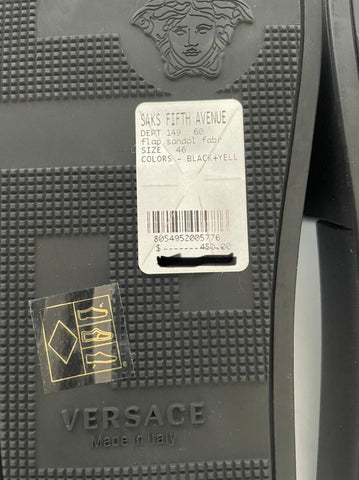 SAKS FIFTH AVENUE
DEPT 149 60
flap sandal fabr
SIZE 46
COLORS - BLACK+YELL
8054952005776
$ -------450.00
VERSACE
Made in Italy